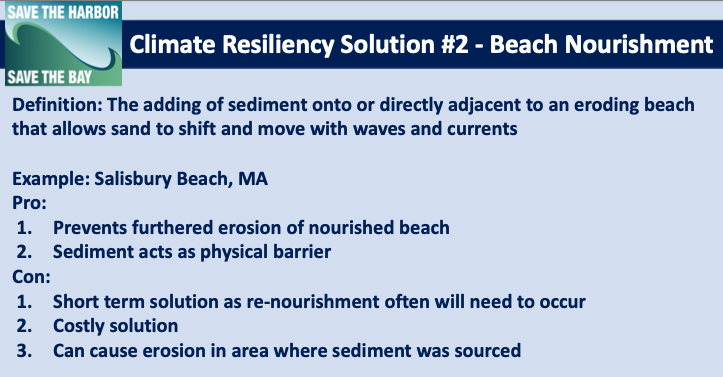 SAVE THE HARBOR
SAVE THE BAY
Climate Resiliency Solution #2 - Beach Nourishment
Definition: The adding of sediment onto or directly adjacent to an eroding beach
that allows sand to shift and move with waves and currents
Example: Salisbury Beach, MA
Pro:
1. Prevents furthered erosion of nourished beach
2. Sediment acts as physical barrier
Con:
1. Short term solution as re-nourishment often will need to occur
2. Costly solution
3. Can cause erosion in area where sediment was sourced